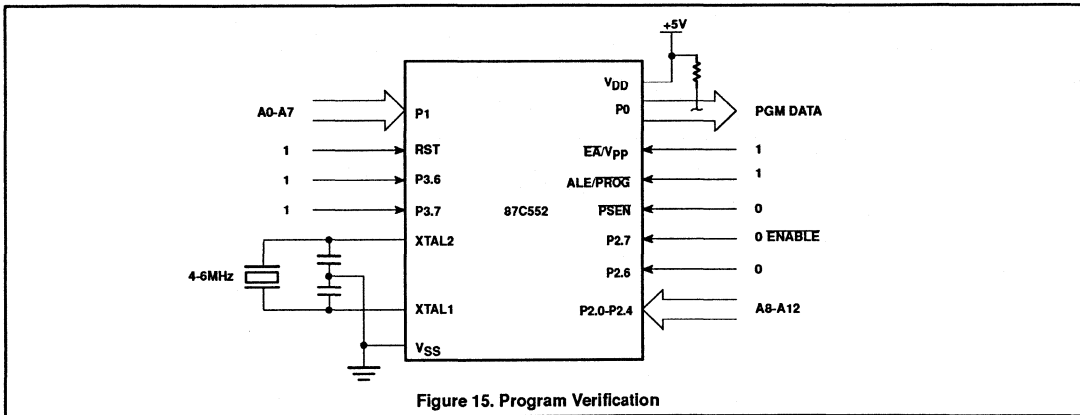 +5V
VDD
A0-A7
P1
P0
PGM DATA
1
RST
EA/VPP
1
1
P3.6
ALE/PROG
1
1
P3.7
87C552
PSEN
0
XTAL2
P2.7
0 ENABLE
4-6MHz
P2.6
0
XTAL1
P2.0-P2.4
A8-A12
VSS
Figure 15. Program Verification